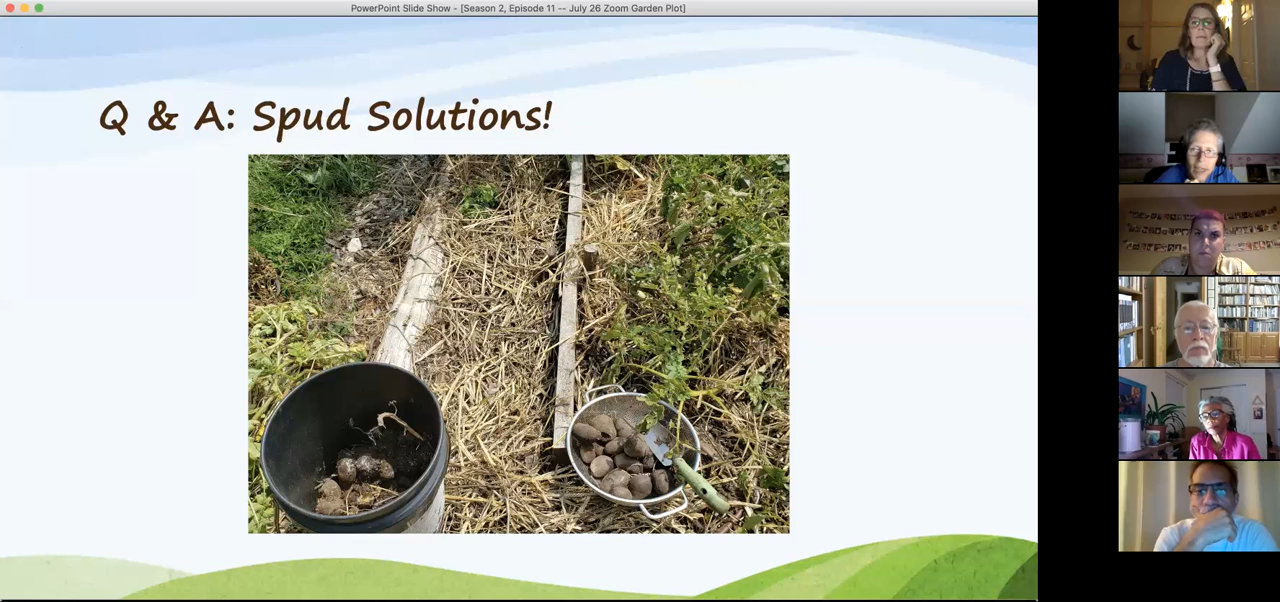 PowerPoint Slide Show - [Season 2, Episode 11 -- July 26 Zoom Garden Plot]
Q & A: Spud Solutions!